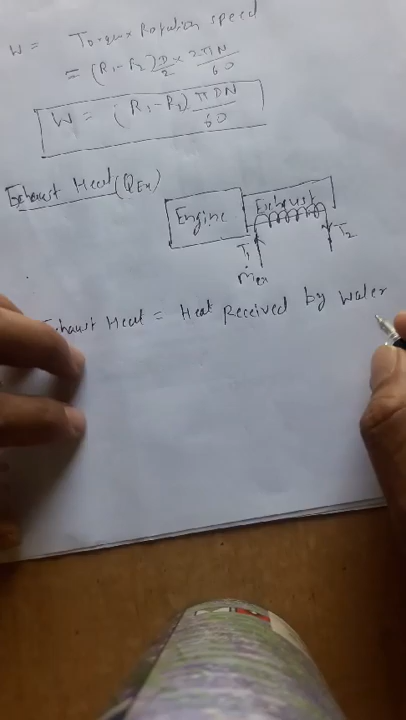 W = Torque x Rotation speed
= (R1-R2) D/2 x 2πN/60
W = (R1-R2) πDN/60
Exhaust Heat (QEx)
Engine
Exhaust
T1
T2
ṁex
Exhaust Heat = Heat Received by Water